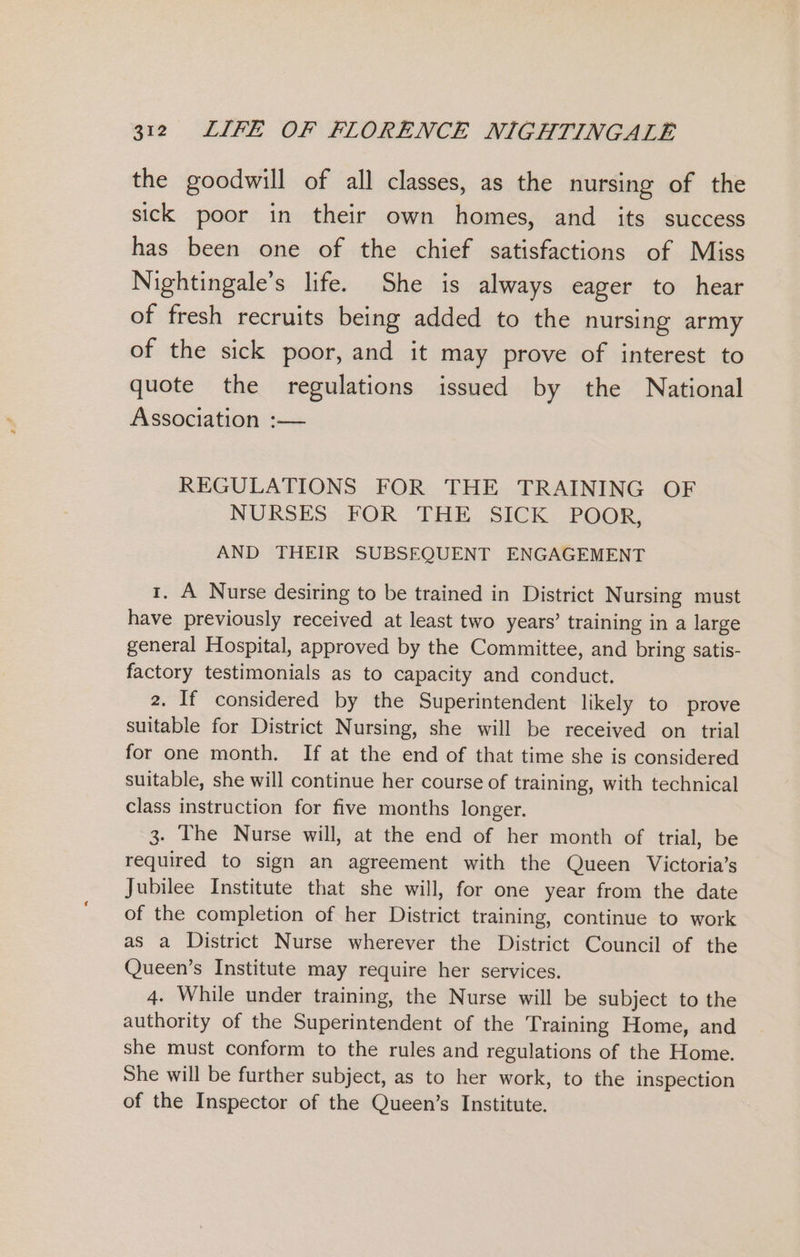 312 LIFE OF FLORENCE NIGHTINGALE
the goodwill of all classes, as the nursing of the
sick poor in their own homes, and its success
has been one of the chief satisfactions of Miss
Nightingale’s life. She is always eager to hear
of fresh recruits being added to the nursing army
of the sick poor, and it may prove of interest to
quote the regulations issued by the National
Association :—
REGULATIONS FOR THE TRAINING OF
NURSES FOR THE SICK POOR,
AND THEIR SUBSEQUENT ENGAGEMENT
1. A Nurse desiring to be trained in District Nursing must
have previously received at least two years’ training in a large
general Hospital, approved by the Committee, and bring satis-
factory testimonials as to capacity and conduct.
2. If considered by the Superintendent likely to prove
suitable for District Nursing, she will be received on trial
for one month. If at the end of that time she is considered
suitable, she will continue her course of training, with technical
class instruction for five months longer.
3. The Nurse will, at the end of her month of trial, be
required to sign an agreement with the Queen Victoria’s
Jubilee Institute that she will, for one year from the date
of the completion of her District training, continue to work
as a District Nurse wherever the District Council of the
Queen’s Institute may require her services.
4. While under training, the Nurse will be subject to the
authority of the Superintendent of the Training Home, and
she must conform to the rules and regulations of the Home.
She will be further subject, as to her work, to the inspection
of the Inspector of the Queen’s Institute.